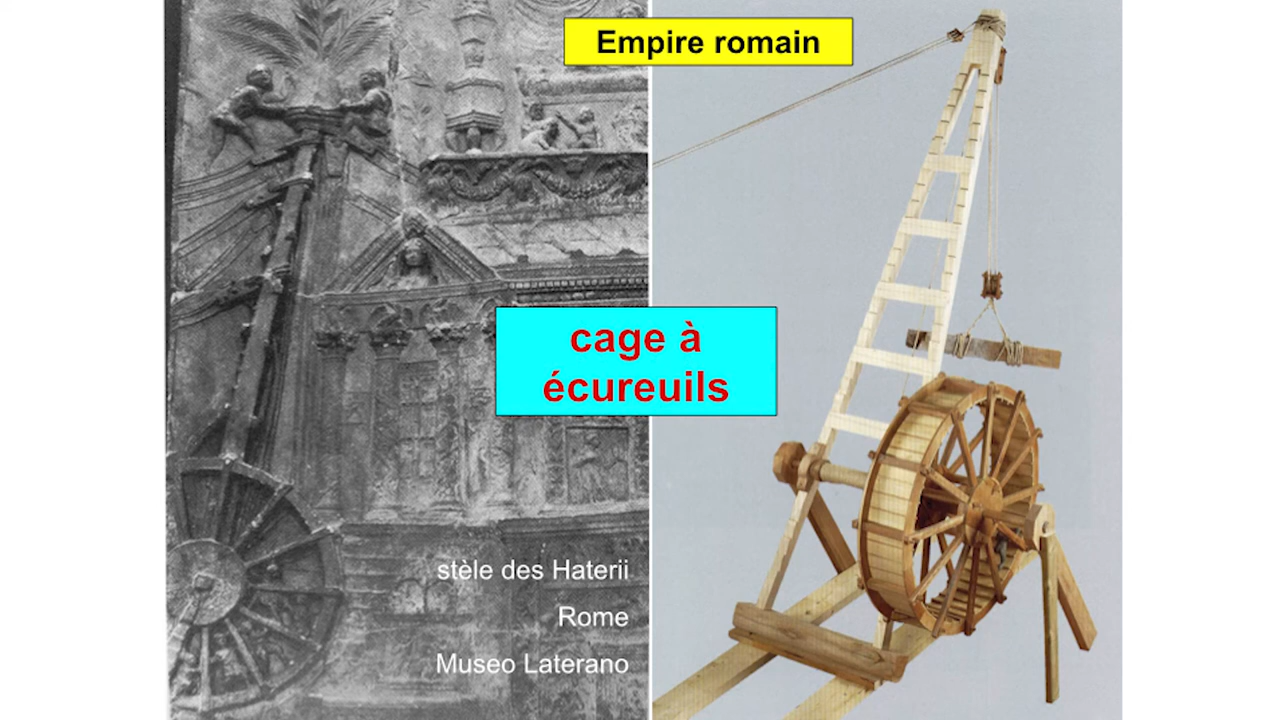 Empire romain
cage à
écureuils
stèle des Haterii
Rome
Museo Laterano